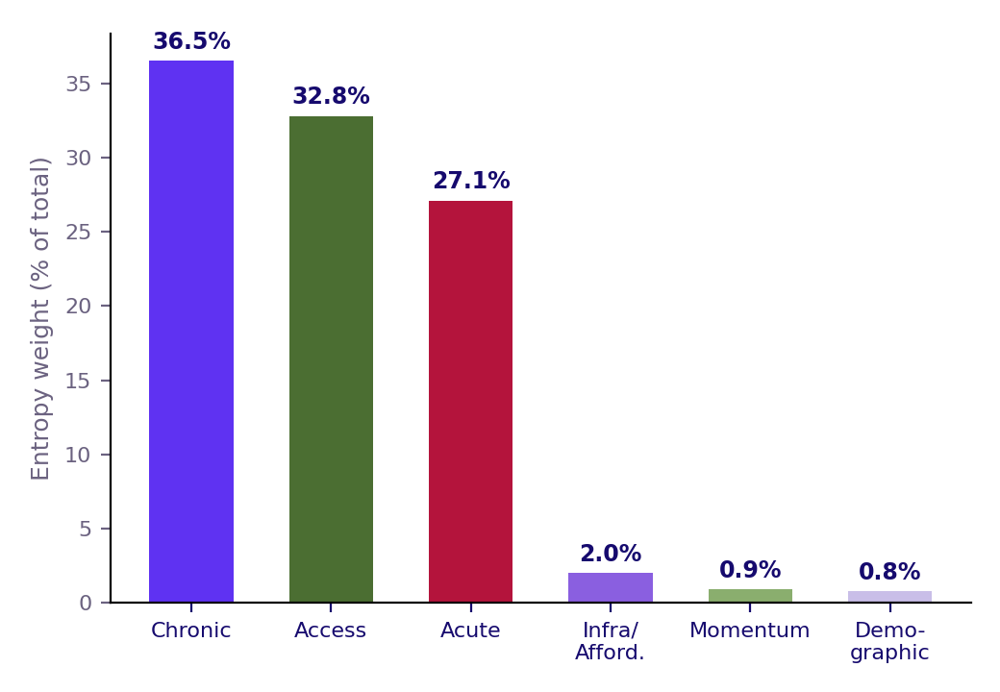 36.5%
32.8%
27.1%
2.0%
0.9%
0.8%
Entropy weight (% of total)
35
30
25
20
15
10
5
0
Chronic
Access
Acute
Infra/
Afford.
Momentum
Demo-
graphic